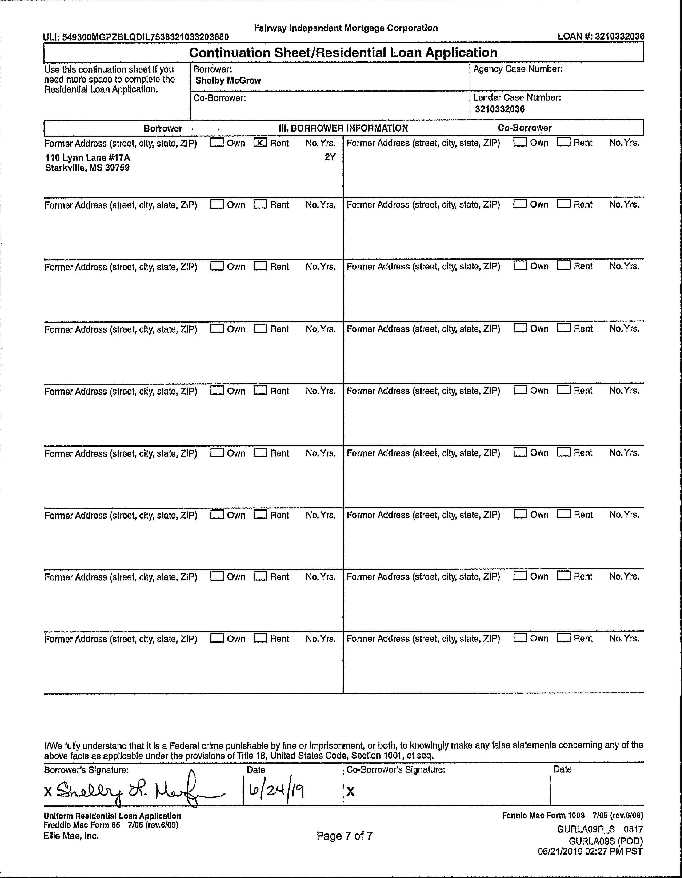 Fairway Independent Mortgage Corporation
ULI: 549300MGPZBLQDIL7538321033203680 LOAN #: 3210332036
Continuation Sheet/Residential Loan Application
Use this continuation sheet if you need more space to complete the Residential Loan Application.
Borrower:
Shelby McGrew
Agency Case Number:
Co-Borrower:
Lender Case Number:
3210332036
Borrower III. BORROWER INFORMATION Co-Borrower
Former Address (street, city, state, ZIP) Own X Rent No. Yrs. Former Address (street, city, state, ZIP) Own Rent No. Yrs.
110 Lynn Lane #17A 2Y
Starkville, MS 39759
Former Address (street, city, state, ZIP) Own Rent No. Yrs. Former Address (street, city, state, ZIP) Own Rent No. Yrs.
Former Address (street, city, state, ZIP) Own Rent No. Yrs. Former Address (street, city, state, ZIP) Own Rent No. Yrs.
Former Address (street, city, state, ZIP) Own Rent No. Yrs. Former Address (street, city, state, ZIP) Own Rent No. Yrs.
Former Address (street, city, state, ZIP) Own Rent No. Yrs. Former Address (street, city, state, ZIP) Own Rent No. Yrs.
Former Address (street, city, state, ZIP) Own Rent No. Yrs. Former Address (street, city, state, ZIP) Own Rent No. Yrs.
Former Address (street, city, state, ZIP) Own Rent No. Yrs. Former Address (street, city, state, ZIP) Own Rent No. Yrs.
Former Address (street, city, state, ZIP) Own Rent No. Yrs. Former Address (street, city, state, ZIP) Own Rent No. Yrs.
Former Address (street, city, state, ZIP) Own Rent No. Yrs. Former Address (street, city, state, ZIP) Own Rent No. Yrs.
I/We fully understand that it is a Federal crime punishable by fine or imprisonment, or both, to knowingly make any false statements concerning any of the
above facts as applicable under the provisions of Title 18, United States Code, Section 1001, et seq.
Borrower's Signature: Date Co-Borrower's Signature: Date
X 6/24/19 X
Uniform Residential Loan Application
Freddie Mac Form 65 7/05 (rev.6/09)
Ellie Mae, Inc.
Page 7 of 7
Fannie Mae Form 1003 7/05 (rev.6/09)
GURLA09R_S 0317
GURLA09S (POD)
06/21/2019 02:27 PM PST